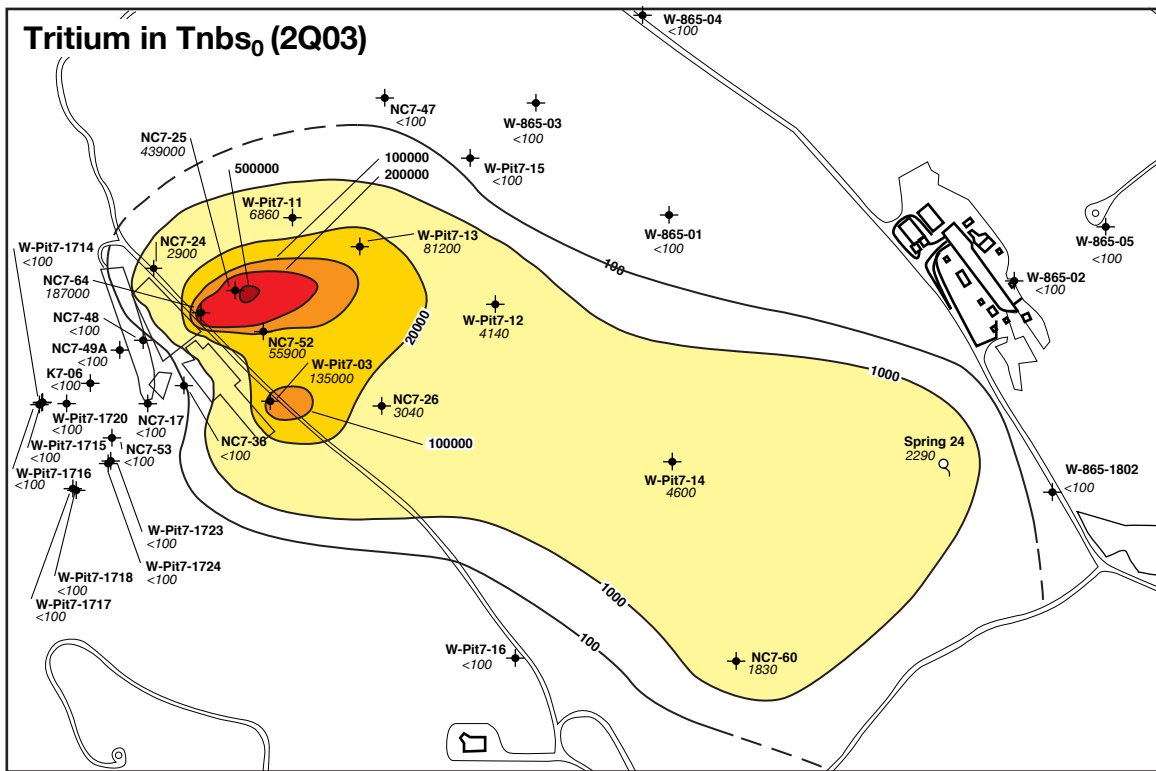 Tritium in Tnbs0 (2Q03)
W-865-04
<100
NC7-47
<100
W-865-03
<100
NC7-25
439000
500000
100000
200000
W-Pit7-15
<100
W-Pit7-11
6860
W-Pit7-13
81200
W-865-01
<100
W-865-05
<100
W-Pit7-1714
<100
NC7-24
2900
100
W-865-02
<100
NC7-64
187000
NC7-48
<100
NC7-49A
<100
K7-06
<100
NC7-52
55900
20000
W-Pit7-12
4140
W-Pit7-03
135000
1000
NC7-26
3040
W-Pit7-1720
<100
NC7-17
<100
NC7-36
<100
100000
W-Pit7-1715
<100
NC7-53
<100
Spring 24
2290
W-Pit7-1716
<100
W-Pit7-14
4600
W-865-1802
<100
W-Pit7-1723
<100
W-Pit7-1724
<100
W-Pit7-1718
<100
W-Pit7-1717
<100
1000
100
W-Pit7-16
<100
NC7-60
1830